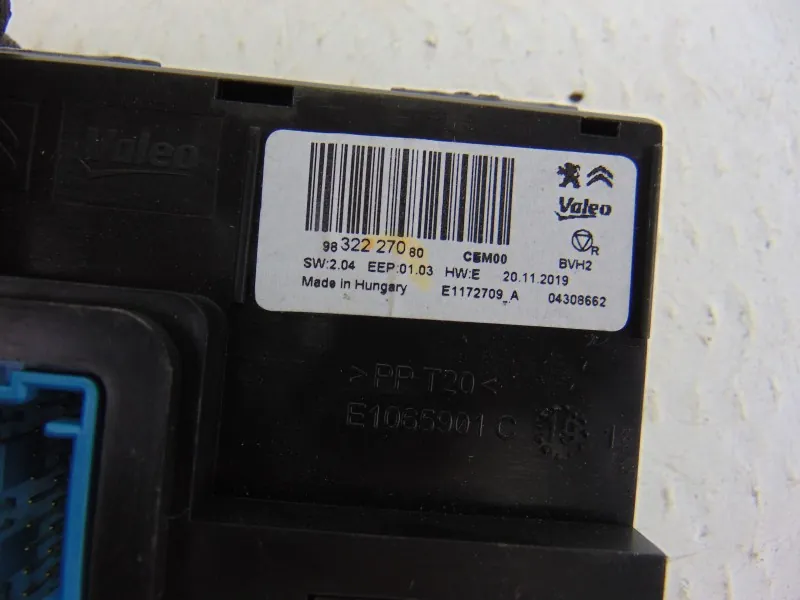 Valeo
Valeo
98 322 270 80 CEM00
R
BVH2
SW:2.04 EEP:01.03 HW:E 20.11.2019
Made in Hungary E1172709_A 04308662
>PP-T20<